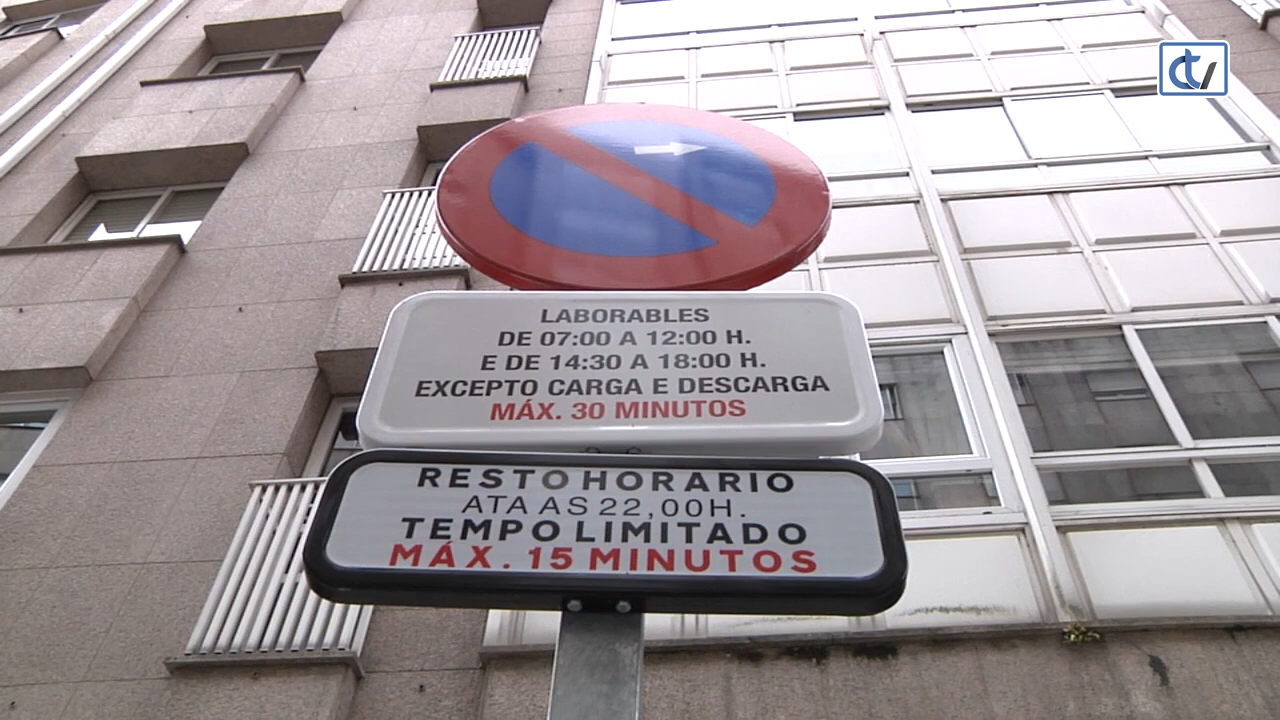 ctv
LABORABLES
DE 07:00 A 12:00 H.
E DE 14:30 A 18:00 H.
EXCEPTO CARGA E DESCARGA
MÁX. 30 MINUTOS
RESTO HORARIO
ATA AS 22,00H.
TEMPO LIMITADO
MÁX. 15 MINUTOS